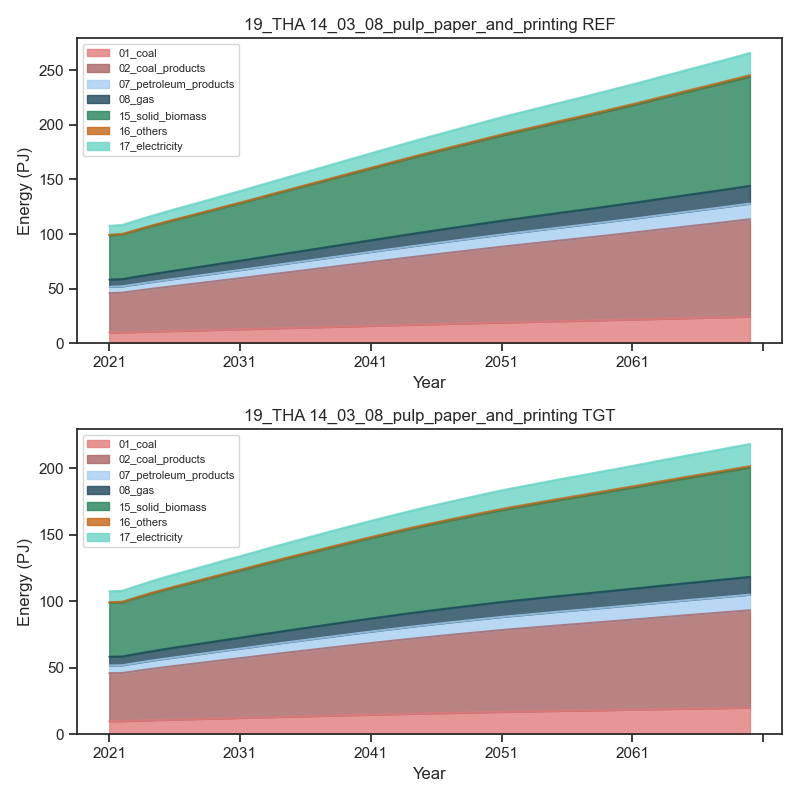 19_THA 14_03_08_pulp_paper_and_printing REF
01_coal
02_coal_products
07_petroleum_products
08_gas
15_solid_biomass
16_others
17_electricity
Energy (PJ)
250
200
150
100
50
0
2021
2031
2041
2051
2061
Year
19_THA 14_03_08_pulp_paper_and_printing TGT
01_coal
02_coal_products
07_petroleum_products
08_gas
15_solid_biomass
16_others
17_electricity
Energy (PJ)
200
150
100
50
0
2021
2031
2041
2051
2061
Year